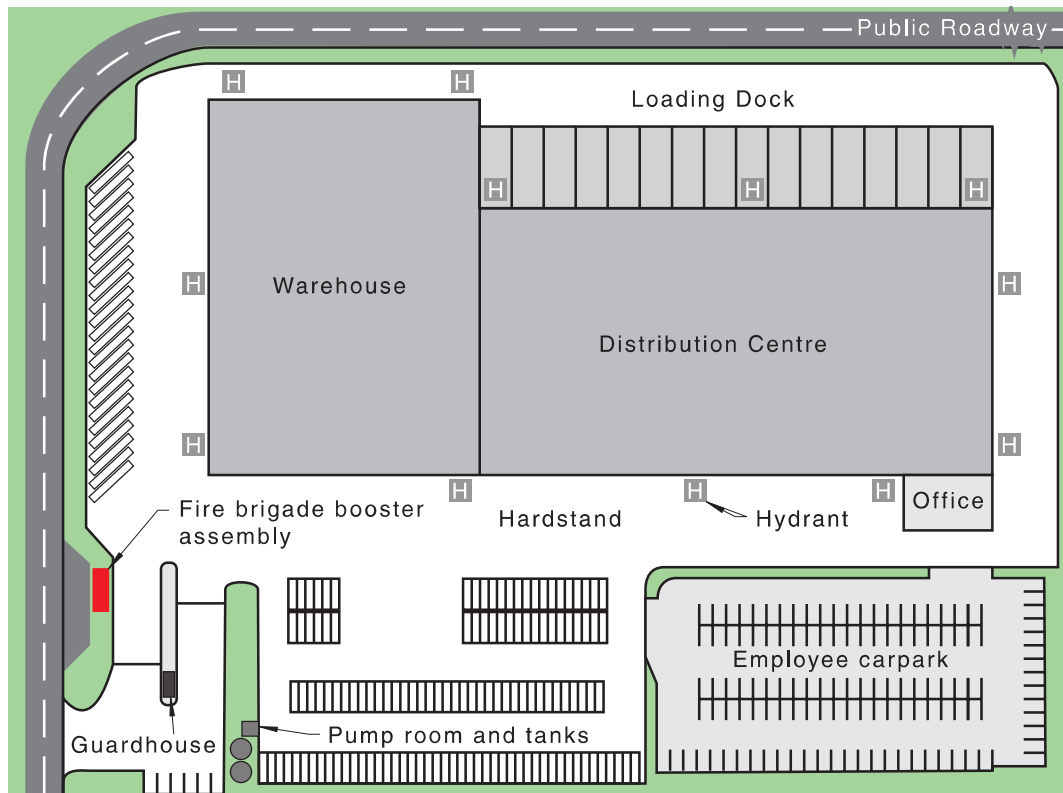 Public Roadway
H
H
Loading Dock
H
H
H
H
Warehouse
H
Distribution Centre
H
H
H
H
H
Office
Fire brigade booster
assembly
Hardstand
Hydrant
Employee carpark
Guardhouse
Pump room and tanks